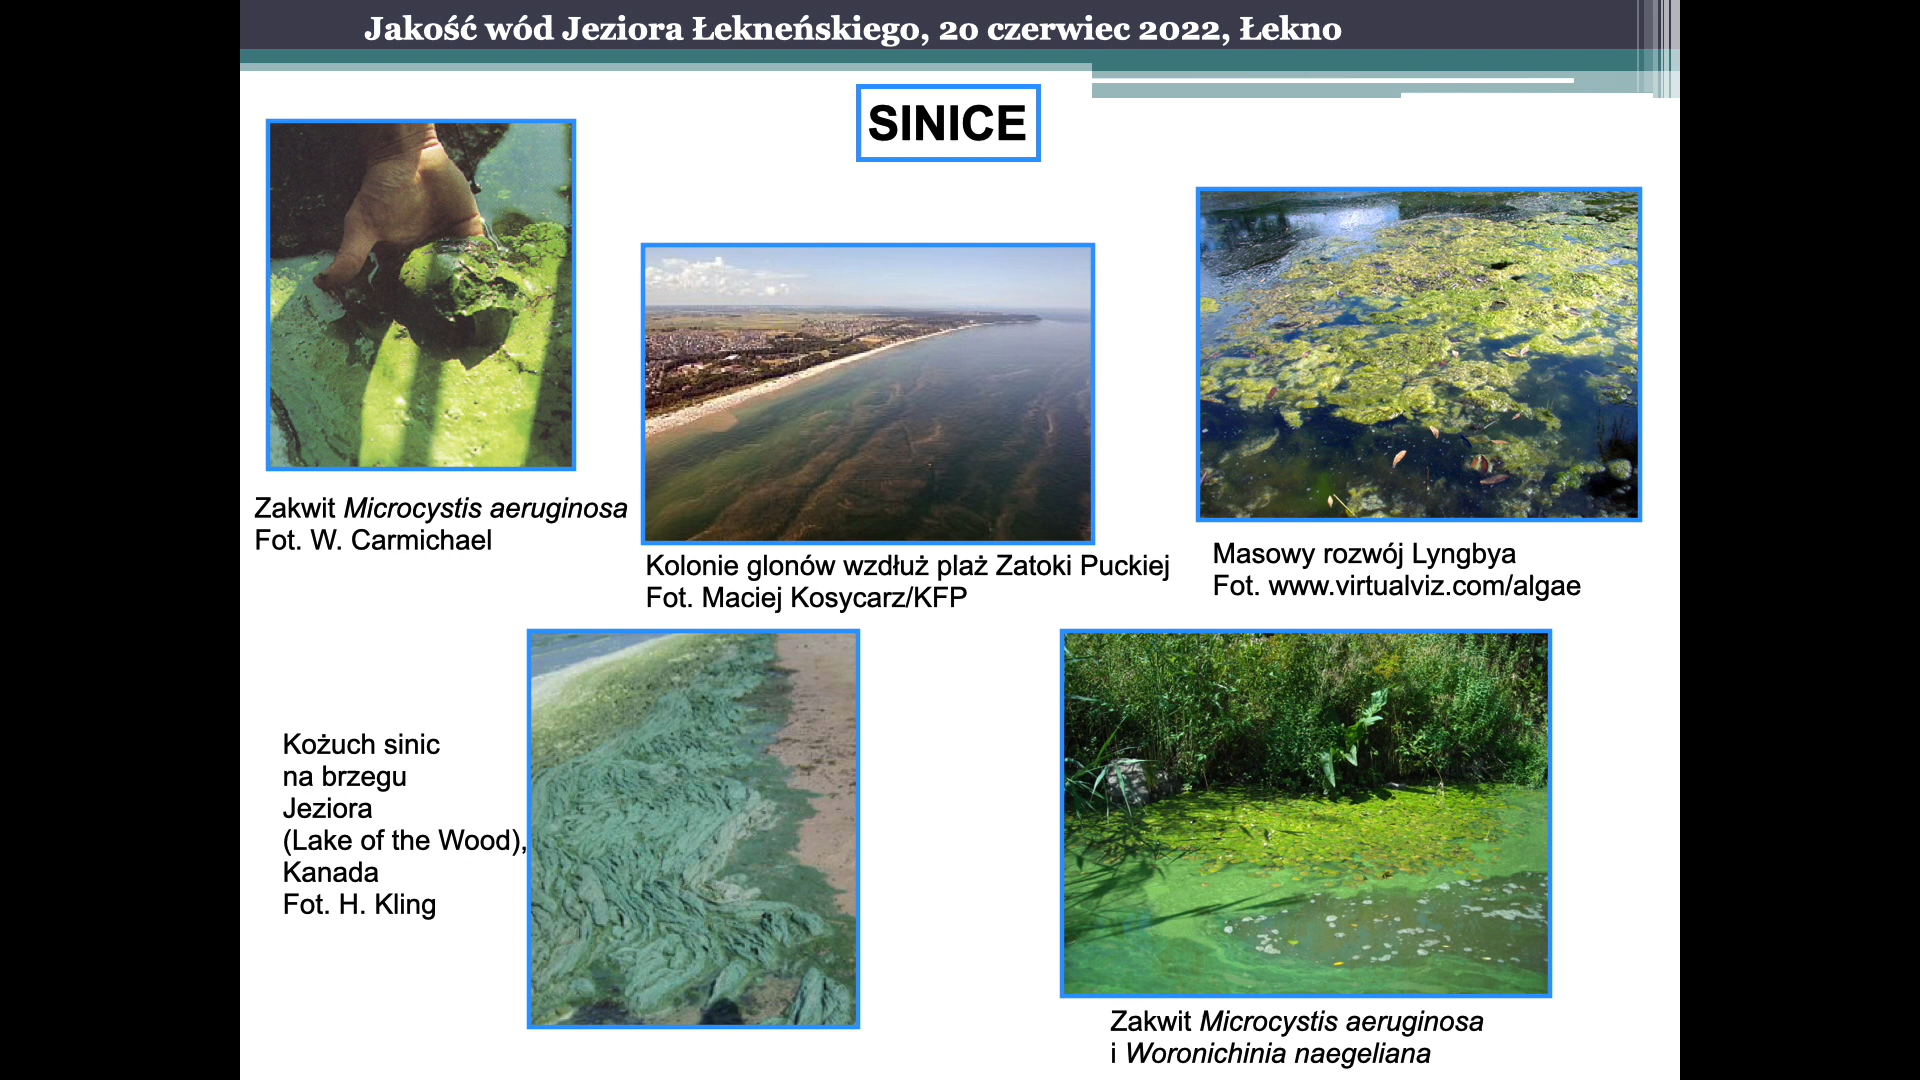 Jakość wód Jeziora Łekneńskiego, 20 czerwiec 2022, Łekno
SINICE
Zakwit Microcystis aeruginosa
Fot. W. Carmichael
Kolonie glonów wzdłuż plaż Zatoki Puckiej
Fot. Maciej Kosycarz/KFP
Masowy rozwój Lyngbya
Fot. www.virtualviz.com/algae
Kożuch sinic
na brzegu
Jeziora
(Lake of the Wood),
Kanada
Fot. H. Kling
Zakwit Microcystis aeruginosa
i Woronichinia naegeliana